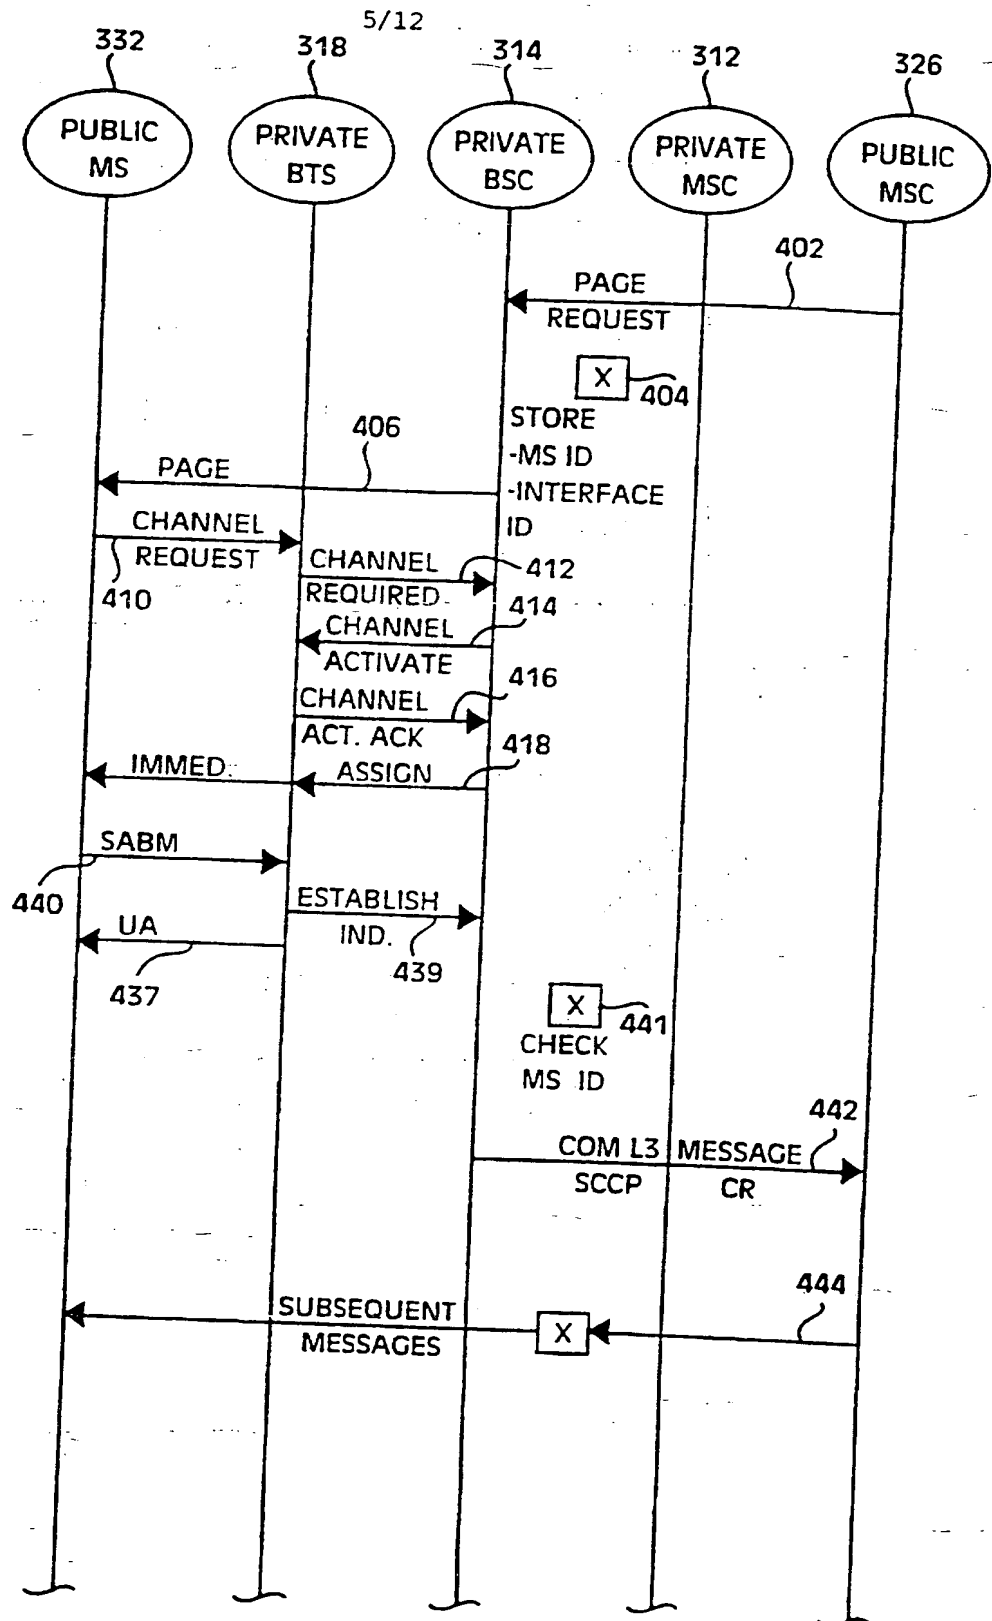 5/12
332
318
314
312
326
PUBLIC
MS
PRIVATE
BTS
PRIVATE
BSC
PRIVATE
MSC
PUBLIC
MSC
402
PAGE
REQUEST
X
404
STORE
-MS ID
-INTERFACE
ID
406
PAGE
CHANNEL
REQUEST
410
CHANNEL
REQUIRED
412
414
CHANNEL
ACTIVATE
416
CHANNEL
ACT. ACK
418
IMMED. ASSIGN
SABM
440
ESTABLISH
IND.
439
UA
437
X
441
CHECK
MS ID
442
COM L3 MESSAGE
SCCP CR
444
SUBSEQUENT
MESSAGES
X